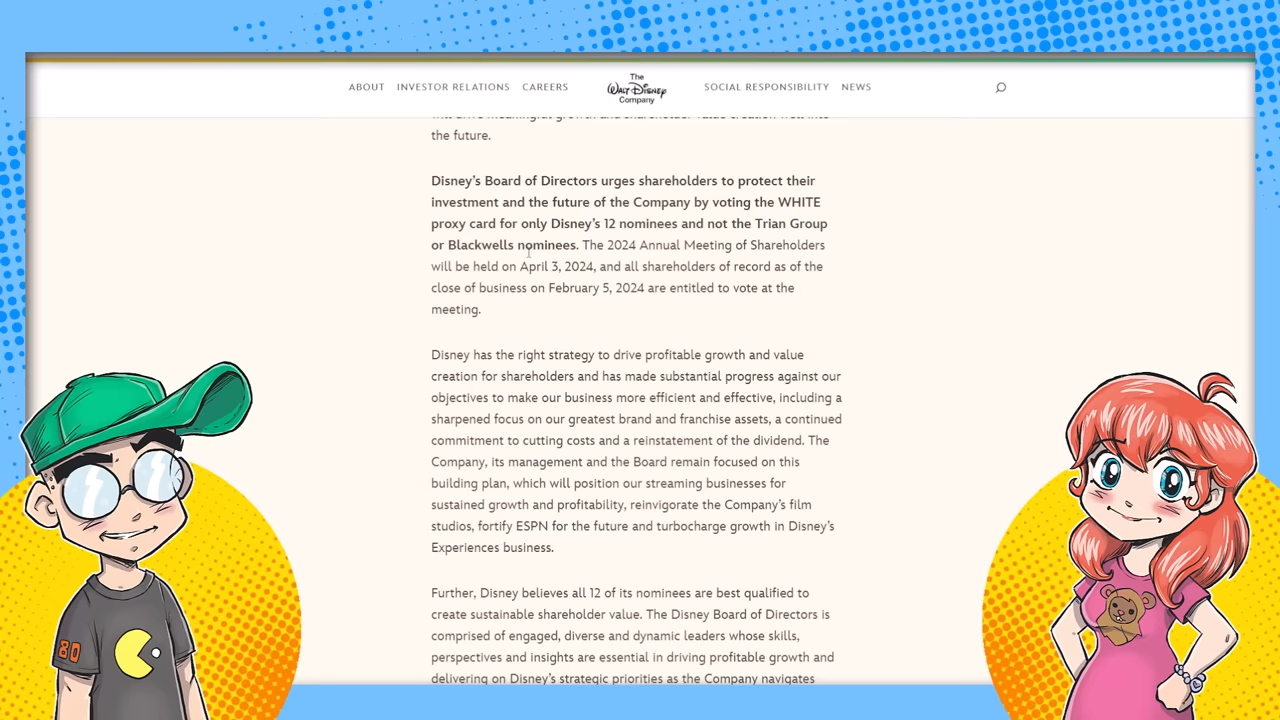 ABOUT INVESTOR RELATIONS CAREERS The Walt Disney Company SOCIAL RESPONSIBILITY NEWS
will drive meaningful growth and shareholder value creation well into
the future.
Disney's Board of Directors urges shareholders to protect their
investment and the future of the Company by voting the WHITE
proxy card for only Disney's 12 nominees and not the Trian Group
or Blackwells nominees. The 2024 Annual Meeting of Shareholders
will be held on April 3, 2024, and all shareholders of record as of the
close of business on February 5, 2024 are entitled to vote at the
meeting.
Disney has the right strategy to drive profitable growth and value
creation for shareholders and has made substantial progress against our
objectives to make our business more efficient and effective, including a
sharpened focus on our greatest brand and franchise assets, a continued
commitment to cutting costs and a reinstatement of the dividend. The
Company, its management and the Board remain focused on this
building plan, which will position our streaming businesses for
sustained growth and profitability, reinvigorate the Company's film
studios, fortify ESPN for the future and turbocharge growth in Disney's
Experiences business.
Further, Disney believes all 12 of its nominees are best qualified to
create sustainable shareholder value. The Disney Board of Directors is
comprised of engaged, diverse and dynamic leaders whose skills,
perspectives and insights are essential in driving profitable growth and
delivering on Disney's strategic priorities as the Company navigates
80